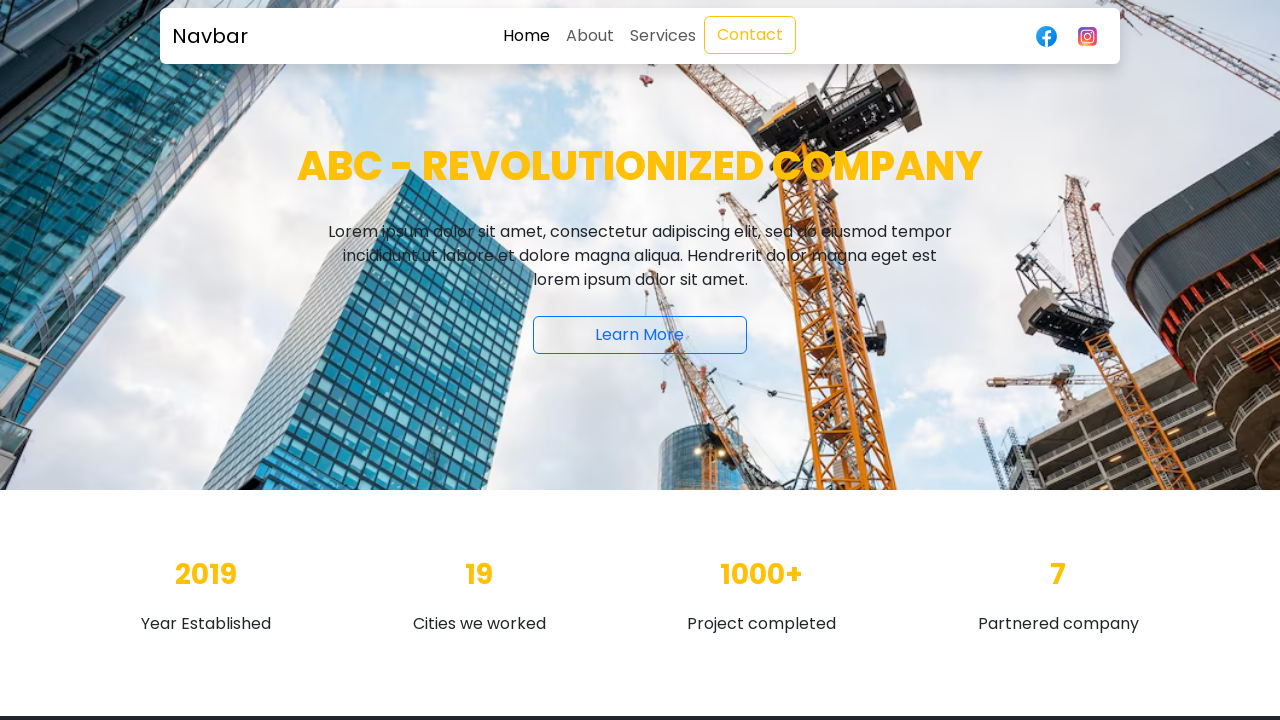 Navbar
Home
About
Services
Contact
LIEBHERR
ABC - REVOLUTIONIZED COMPANY
Lorem ipsum dolor sit amet, consectetur adipiscing elit, sed do eiusmod tempor
incididunt ut labore et dolore magna aliqua. Hendrerit dolor magna eget est
lorem ipsum dolor sit amet.
Learn More
2019
19
1000+
7
Year Established
Cities we worked
Project completed
Partnered company